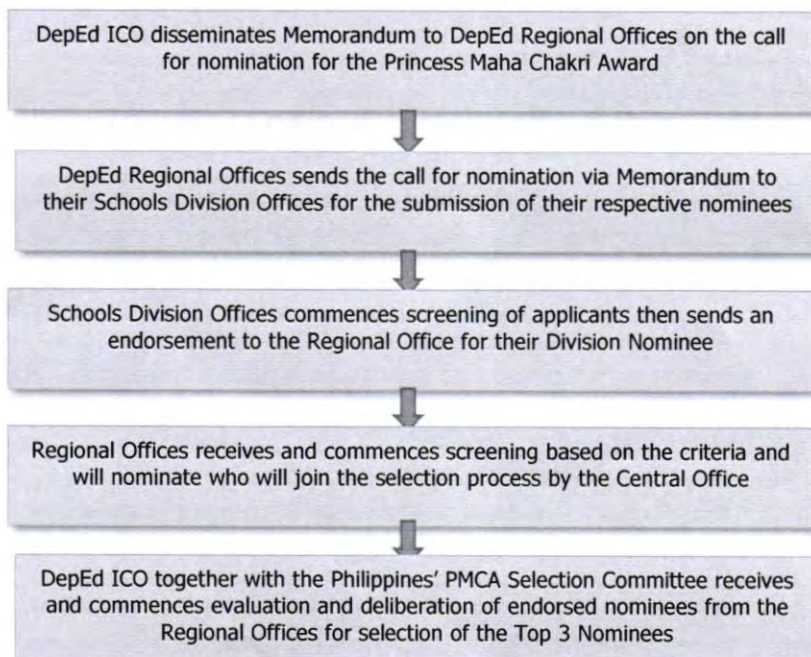 DepEd ICO disseminates Memorandum to DepEd Regional Offices on the call
for nomination for the Princess Maha Chakri Award
DepEd Regional Offices sends the call for nomination via Memorandum to
their Schools Division Offices for the submission of their respective nominees
Schools Division Offices commences screening of applicants then sends an
endorsement to the Regional Office for their Division Nominee
Regional Offices receives and commences screening based on the criteria and
will nominate who will join the selection process by the Central Office
DepEd ICO together with the Philippines' PMCA Selection Committee receives
and commences evaluation and deliberation of endorsed nominees from the
Regional Offices for selection of the Top 3 Nominees